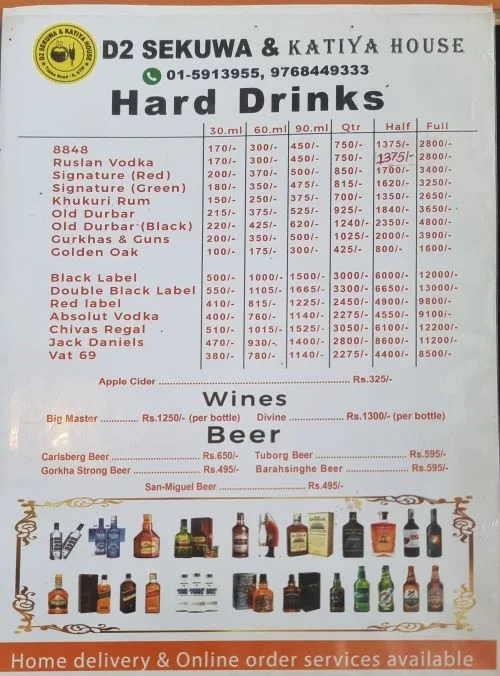 D2 SEKUWA & KATIYA HOUSE
D2 SEKUWA & KATIYA HOUSE
01-5913955, 9768449333
Hard Drinks
30.ml 60.ml 90.ml Qtr Half Full
8848 170/- 300/- 450/- 750/- 1375/- 2800/-
Ruslan Vodka 170/- 300/- 450/- 750/- 1375/- 2800/-
Signature (Red) 200/- 370/- 500/- 850/- 1700/- 3400/-
Signature (Green) 180/- 350/- 475/- 815/- 1620/- 3250/-
Khukuri Rum 150/- 250/- 375/- 700/- 1350/- 2650/-
Old Durbar 215/- 375/- 525/- 925/- 1840/- 3650/-
Old Durbar (Black) 220/- 425/- 620/- 1240/- 2350/- 4800/-
Gurkhas & Guns 200/- 350/- 500/- 1025/- 2000/- 3900/-
Golden Oak 100/- 175/- 300/- 425/- 800/- 1600/-
Black Label 500/- 1000/- 1500/- 3000/- 6000/- 12000/-
Double Black Label 550/- 1105/- 1665/- 3300/- 6650/- 13000/-
Red label 410/- 815/- 1225/- 2450/- 4900/- 9800/-
Absolut Vodka 400/- 760/- 1140/- 2275/- 4550/- 9100/-
Chivas Regal 510/- 1015/- 1525/- 3050/- 6100/- 12200/-
Jack Daniels 470/- 930/- 1400/- 2800/- 8600/- 11200/-
Vat 69 380/- 780/- 1140/- 2275/- 4400/- 8500/-
Apple Cider ........ Rs.325/-
Wines
Big Master ........ Rs.1250/- (per bottle) Divine ........ Rs.1300/- (per bottle)
Beer
Carlsberg Beer ........ Rs.650/- Tuborg Beer ........ Rs.595/-
Gorkha Strong Beer ........ Rs.495/- Barahsinghe Beer ........ Rs.595/-
San-Miguel Beer ........ Rs.495/-
Home delivery & Online order services available